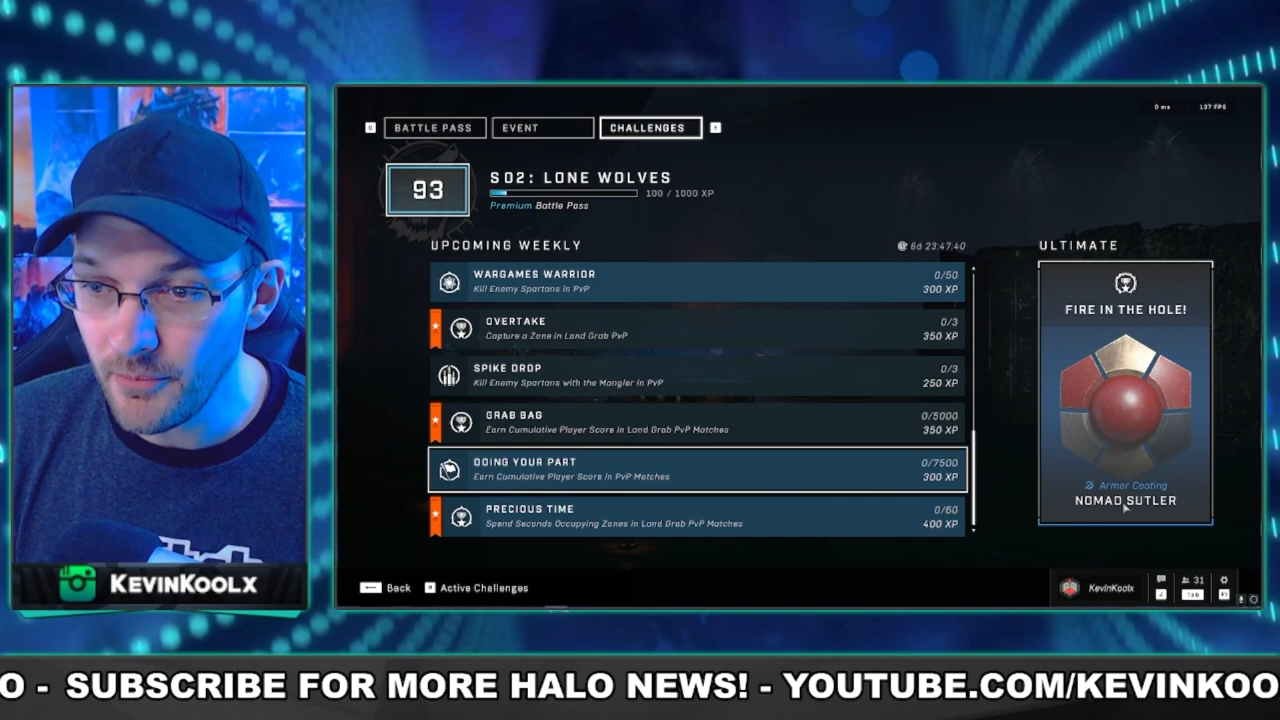 0 ms 137 FPS
Q BATTLE PASS EVENT CHALLENGES E
93
S02: LONE WOLVES
100 / 1000 XP
Premium Battle Pass
UPCOMING WEEKLY
6d 23:47:40
WARGAMES WARRIOR
0/50
Kill Enemy Spartans in PvP
300 XP
OVERTAKE
0/3
Capture a Zone in Land Grab PvP
350 XP
SPIKE DROP
0/3
Kill Enemy Spartans with the Mangler in PvP
250 XP
GRAB BAG
0/5000
Earn Cumulative Player Score in Land Grab PvP Matches
350 XP
DOING YOUR PART
0/7500
Earn Cumulative Player Score in PvP Matches
300 XP
PRECIOUS TIME
0/60
Spend Seconds Occupying Zones in Land Grab PvP Matches
400 XP
ULTIMATE
FIRE IN THE HOLE!
Armor Coating
NOMAD SUTLER
Back Active Challenges
KevinKoolx
31
Tab
F1
KEVINKOOLX
O - SUBSCRIBE FOR MORE HALO NEWS! - YOUTUBE.COM/KEVINKOO